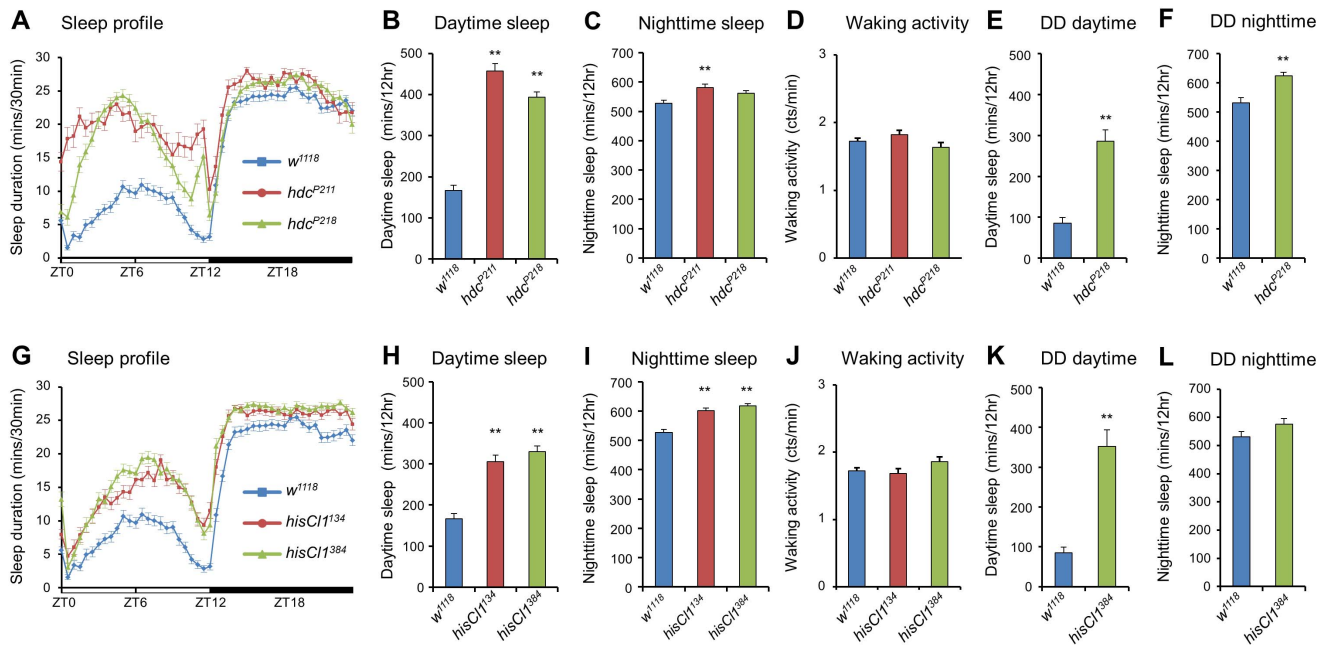 A Sleep profile
Sleep duration (mins/30min)
30
25
20
15
10
5
0
w1118
hdcP211
hdcP218
ZT0 ZT6 ZT12 ZT18
B Daytime sleep
Daytime sleep (mins/12hr)
500
400
300
200
100
0
** **
w1118 hdcP211 hdcP218
C Nighttime sleep
Nighttime sleep (mins/12hr)
700
600
500
400
300
200
100
0
**
w1118 hdcP211 hdcP218
D Waking activity
Waking activity (cts/min)
3
2
1
0
w1118 hdcP211 hdcP218
E DD daytime
Daytime sleep (mins/12hr)
500
400
300
200
100
0
**
w1118 hdcP218
F DD nighttime
Nighttime sleep (mins/12hr)
700
600
500
400
300
200
100
0
**
w1118 hdcP218
G Sleep profile
Sleep duration (mins/30min)
30
25
20
15
10
5
0
w1118
hisCl1134
hisCl1384
ZT0 ZT6 ZT12 ZT18
H Daytime sleep
Daytime sleep (mins/12hr)
500
400
300
200
100
0
** **
w1118 hisCl1134 hisCl1384
I Nighttime sleep
Nighttime sleep (mins/12hr)
700
600
500
400
300
200
100
0
** **
w1118 hisCl1134 hisCl1384
J Waking activity
Waking activity (cts/min)
3
2
1
0
w1118 hisCl1134 hisCl1384
K DD daytime
Daytime sleep (mins/12hr)
500
400
300
200
100
0
**
w1118 hisCl1384
L DD nighttime
Nighttime sleep (mins/12hr)
700
600
500
400
300
200
100
0
w1118 hisCl1384